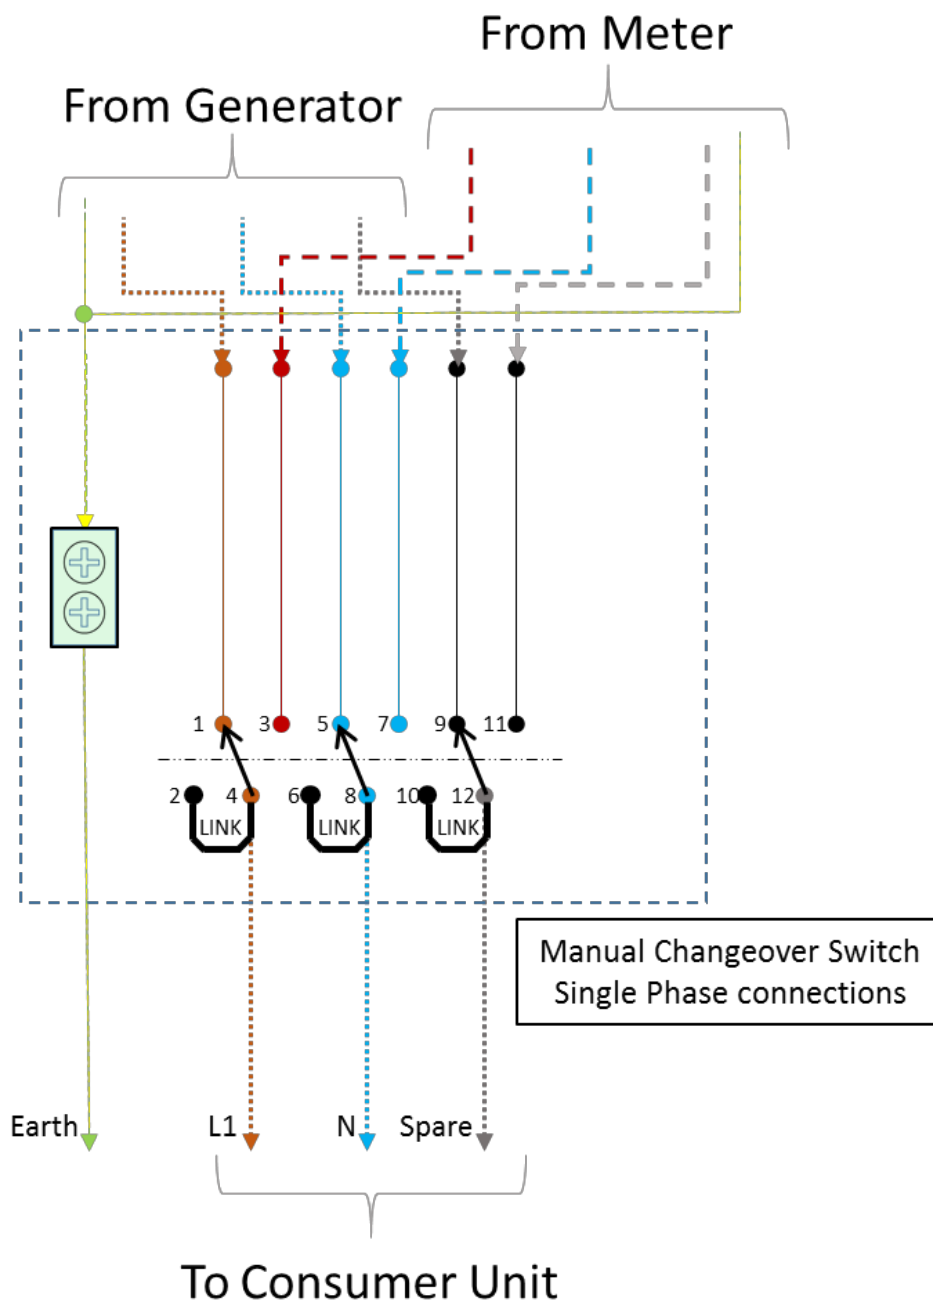 From Meter
From Generator
1 3 5 7 9 11
2 4 6 8 10 12
LINK LINK LINK
Manual Changeover Switch
Single Phase connections
Earth L1 N Spare
To Consumer Unit